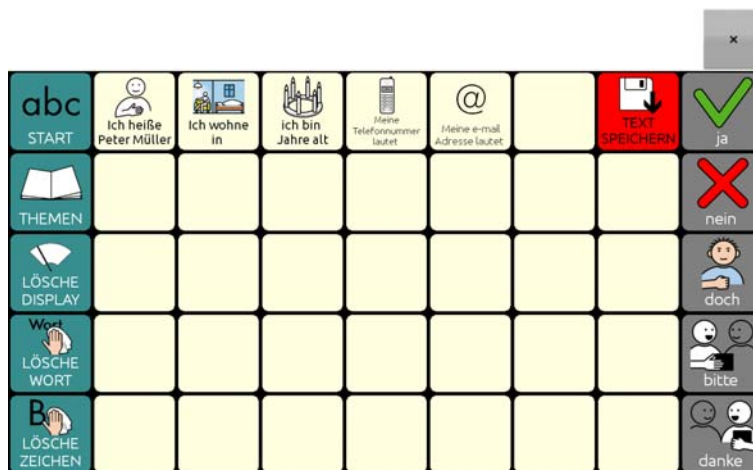 ×
abc
START
Ich heiße
Peter Müller
Ich wohne
in
ich bin
Jahre alt
Meine
Telefonnummer
lautet
@
Meine e-mail
Adresse lautet
TEXT
SPEICHERN
ja
THEMEN
nein
LÖSCHE
DISPLAY
doch
Wort
LÖSCHE
WORT
bitte
B
LÖSCHE
ZEICHEN
danke